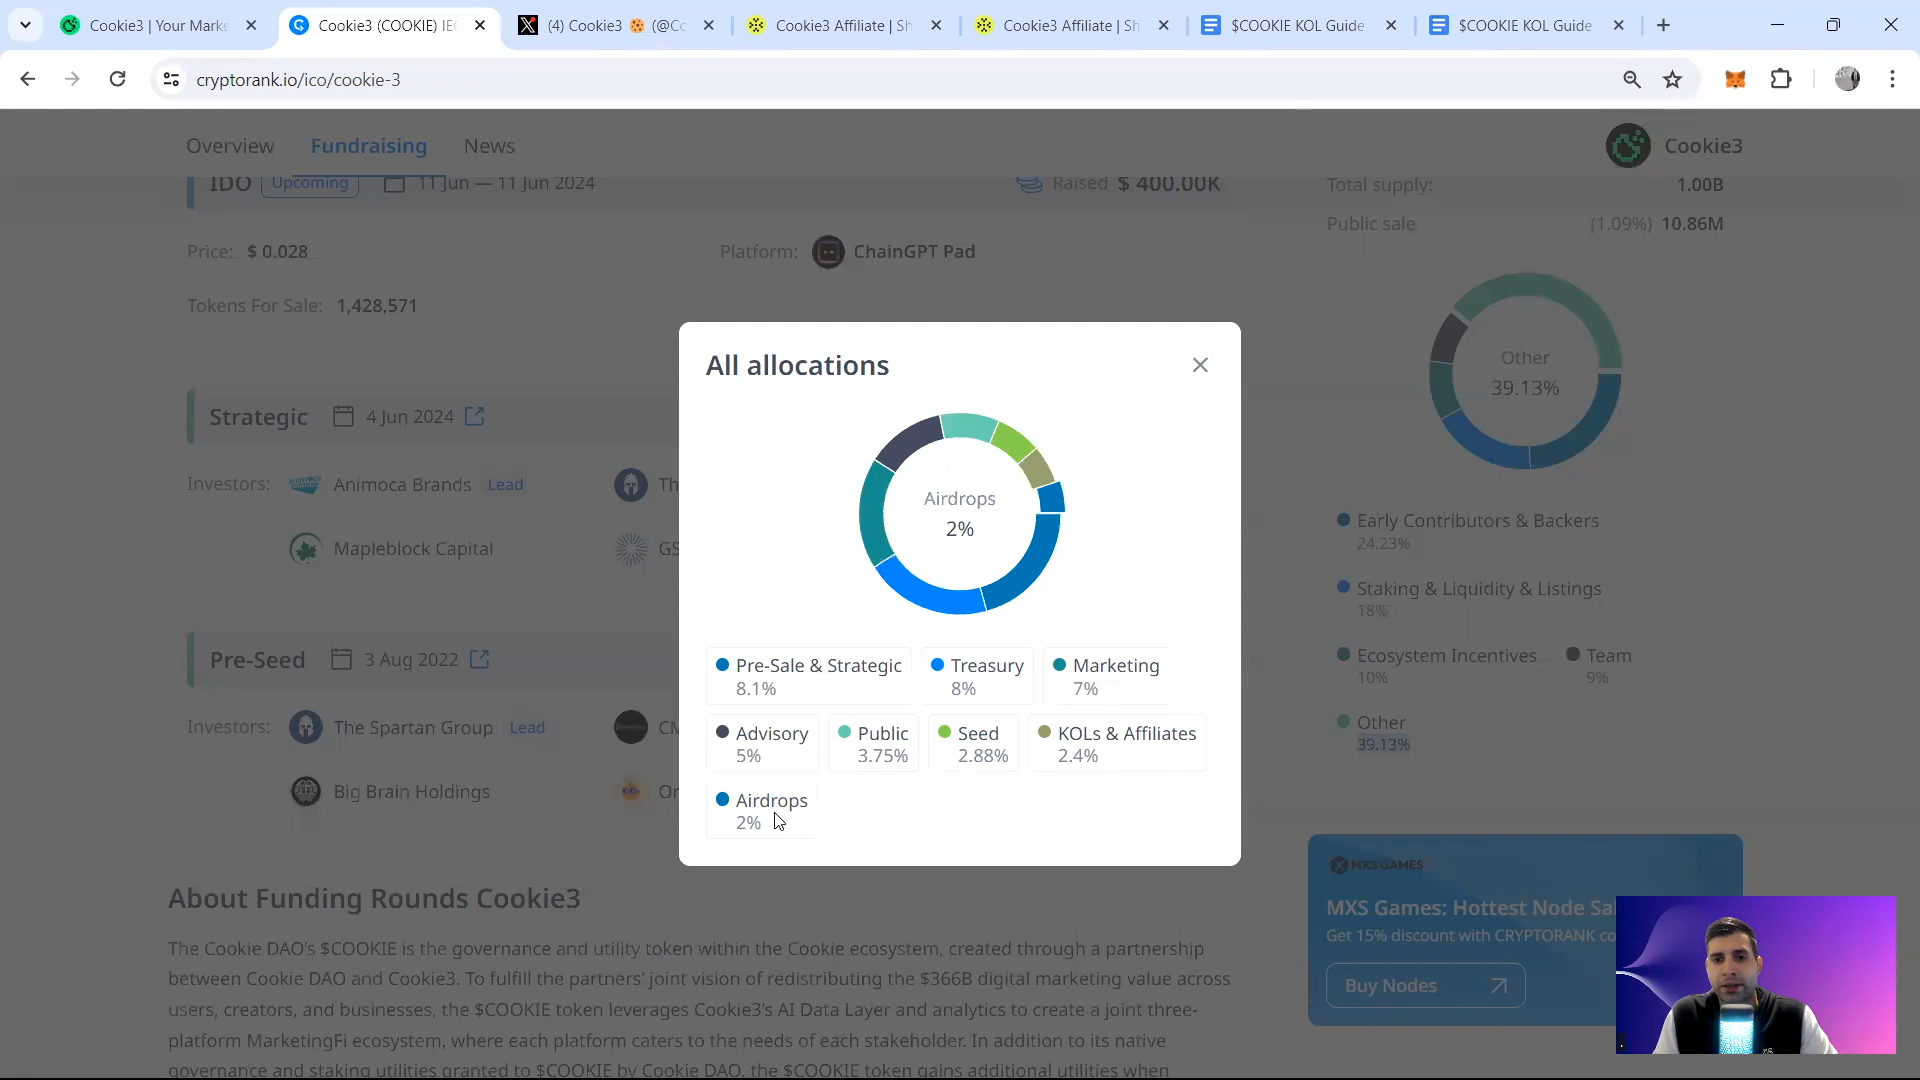 Cookie3 | Your Marke
Cookie3 (COOKIE) IE
(4) Cookie3 🍪 (@Co
Cookie3 Affiliate | Sh
Cookie3 Affiliate | Sh
$COOKIE KOL Guide
$COOKIE KOL Guide
cryptorank.io/ico/cookie-3
Overview Fundraising News
Cookie3
IDO Upcoming 11 Jun — 11 Jun 2024 Raised $ 400.00K
Price: $ 0.028 Platform: ChainGPT Pad
Tokens For Sale: 1,428,571
Strategic 4 Jun 2024
Investors: Animoca Brands Lead Th
Mapleblock Capital GS
Pre-Seed 3 Aug 2022
Investors: The Spartan Group Lead CM
Big Brain Holdings Or
All allocations
Airdrops
2%
Pre-Sale & Strategic
8.1%
Treasury
8%
Marketing
7%
Advisory
5%
Public
3.75%
Seed
2.88%
KOLs & Affiliates
2.4%
Airdrops
2%
Total supply: 1.00B
Public sale (1.09%) 10.86M
Other
39.13%
Early Contributors & Backers
24.23%
Staking & Liquidity & Listings
18%
Ecosystem Incentives
10%
Team
9%
Other
39.13%
MXS GAMES
MXS Games: Hottest Node Sal
Get 15% discount with CRYPTORANK co
Buy Nodes
About Funding Rounds Cookie3
The Cookie DAO's $COOKIE is the governance and utility token within the Cookie ecosystem, created through a partnership
between Cookie DAO and Cookie3. To fulfill the partners' joint vision of redistributing the $366B digital marketing value across
users, creators, and businesses, the $COOKIE token leverages Cookie3's AI Data Layer and analytics to create a joint three-
platform MarketingFi ecosystem, where each platform caters to the needs of each stakeholder. In addition to its native
governance and staking utilities granted to $COOKIE by Cookie DAO, the $COOKIE token gains additional utilities when